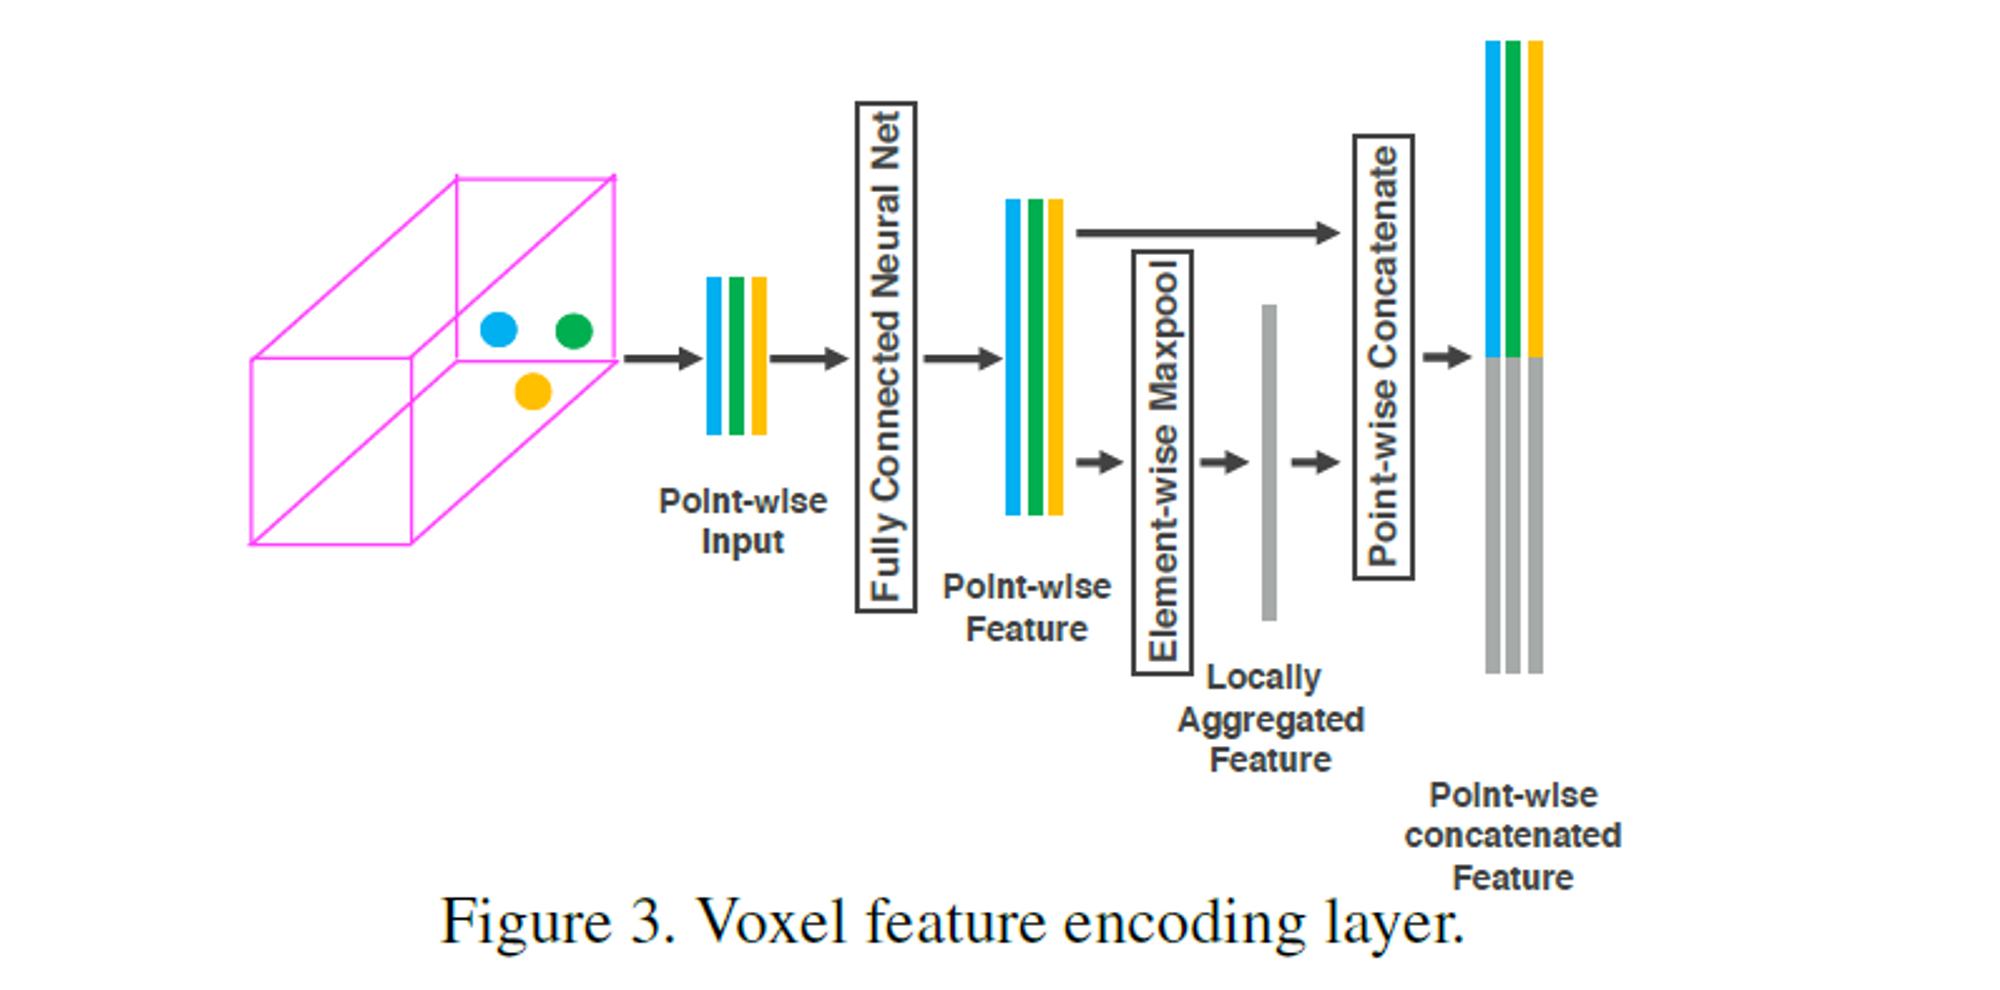 Point-wise
Input
Fully Connected Neural Net
Point-wise
Feature
Element-wise Maxpool
Locally
Aggregated
Feature
Point-wise Concatenate
Point-wise
concatenated
Feature
Figure 3. Voxel feature encoding layer.